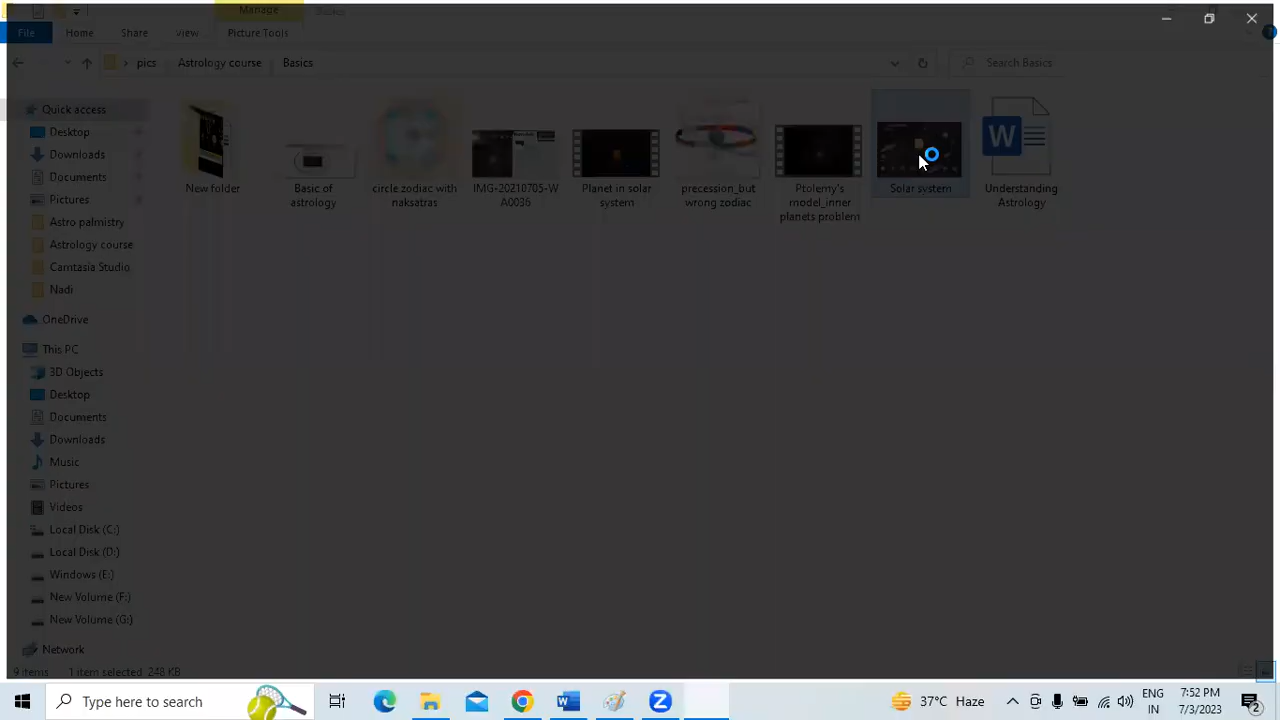 Manage
File
Home
Share
View
Picture Tools
pics
Astrology course
Basics
Search Basics
Quick access
Desktop
Downloads
Documents
Pictures
Astro palmistry
Astrology course
Camtasia Studio
Nadi
OneDrive
This PC
3D Objects
Desktop
Documents
Downloads
Music
Pictures
Videos
Local Disk (C:)
Local Disk (D:)
Windows (E:)
New Volume (F:)
New Volume (G:)
Network
New folder
Basic of
astrology
circle zodiac with
naksatras
IMG-20210705-W
A0036
Planet in solar
system
precession_but
wrong zodiac
Ptolemy's
model_inner
planets problem
Solar system
Understanding
Astrology
9 items
1 item selected 248 KB
Type here to search
37°C Haze
ENG
IN
7:52 PM
7/3/2023
2